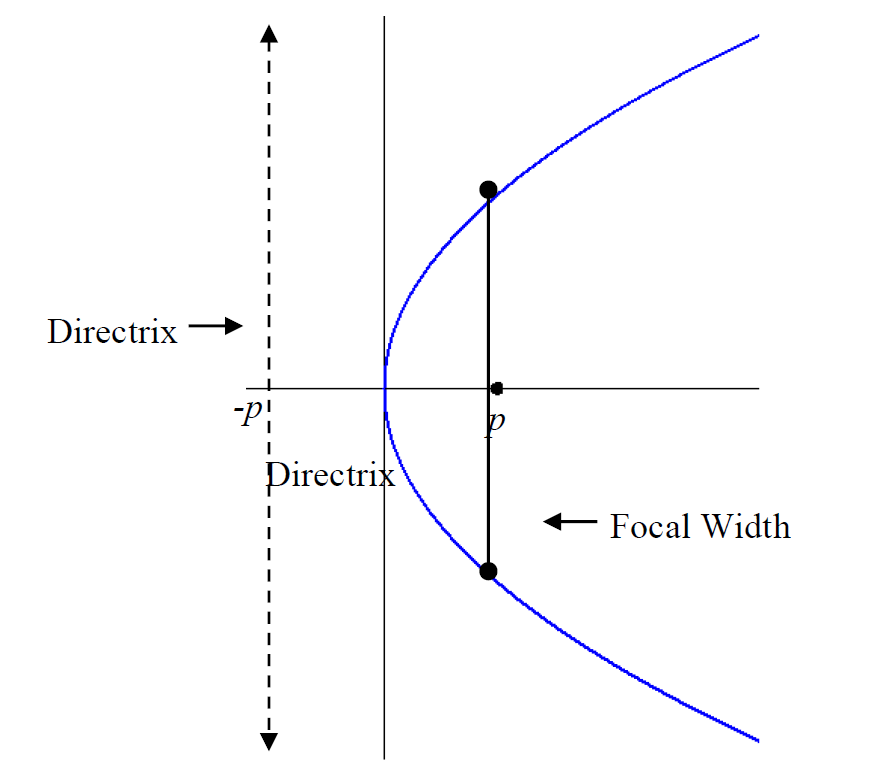 Directrix
-p
p
Directrix
Focal Width